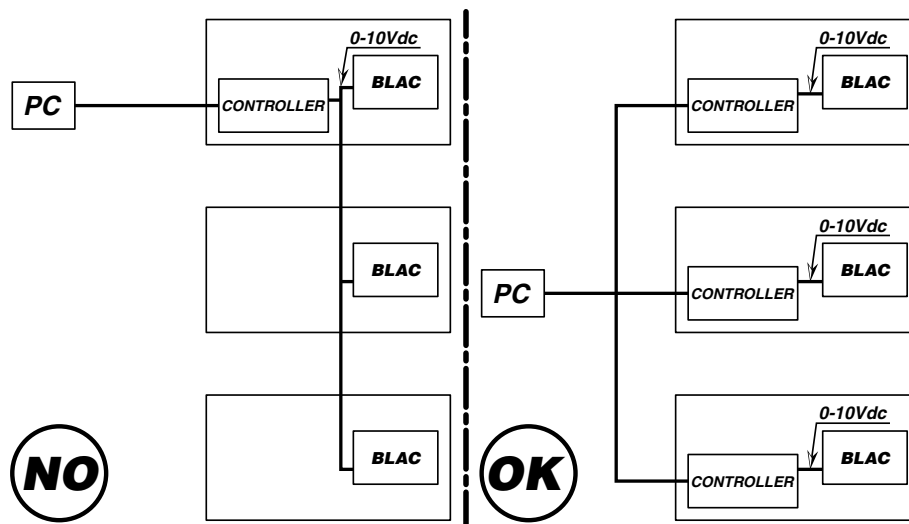 0-10Vdc
BLAC
PC
CONTROLLER
BLAC
BLAC
NO
0-10Vdc
BLAC
CONTROLLER
0-10Vdc
BLAC
PC
CONTROLLER
0-10Vdc
BLAC
CONTROLLER
OK